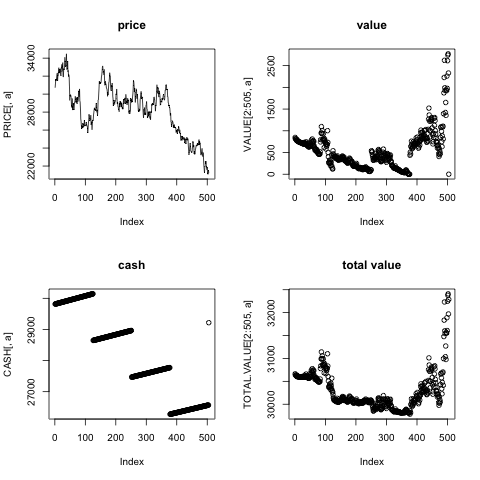 price
PRICE[, a]
22000 28000 34000
0 100 200 300 400 500
Index
value
VALUE[2:505, a]
0 500 1500 2500
0 100 200 300 400 500
Index
cash
CASH[, a]
27000 29000
0 100 200 300 400 500
Index
total value
TOTAL.VALUE[2:505, a]
30000 31000 32000
0 100 200 300 400 500
Index